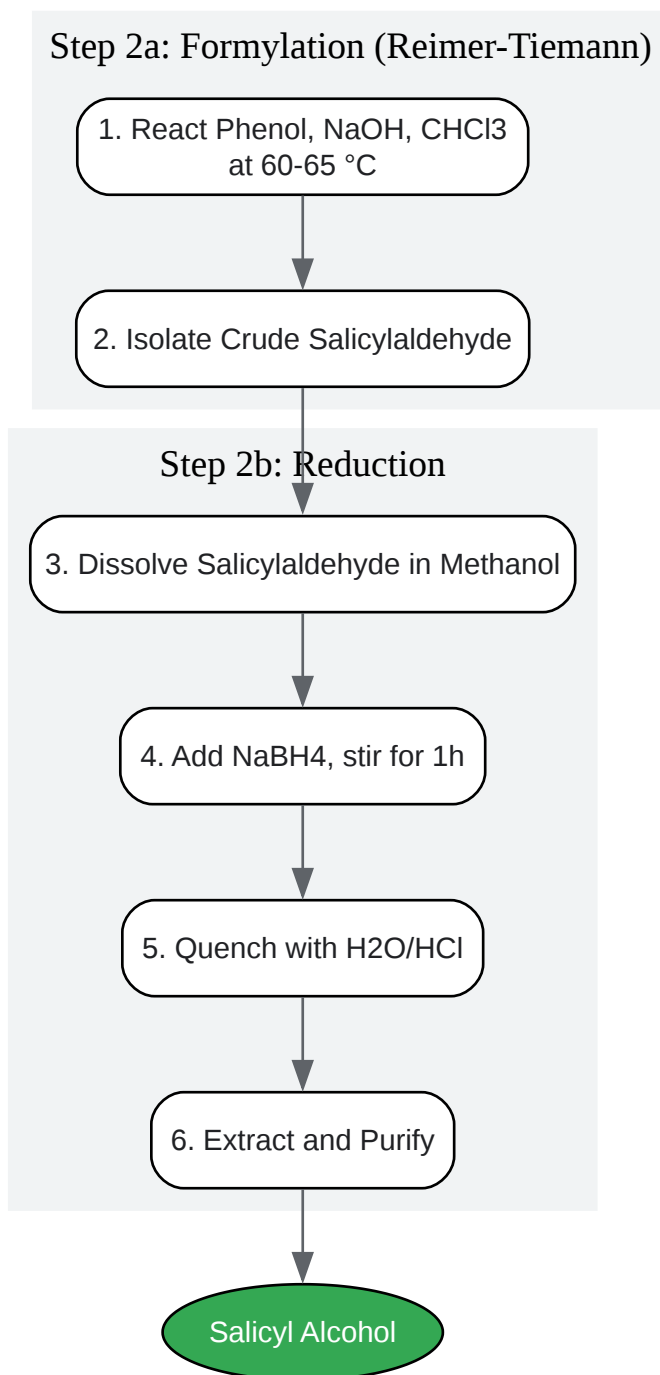 Step 2a: Formylation (Reimer-Tiemann)
1. React Phenol, NaOH, CHCl3
at 60-65 °C
2. Isolate Crude Salicylaldehyde
Step 2b: Reduction
3. Dissolve Salicylaldehyde in Methanol
4. Add NaBH4, stir for 1h
5. Quench with H2O/HCl
6. Extract and Purify
Salicyl Alcohol